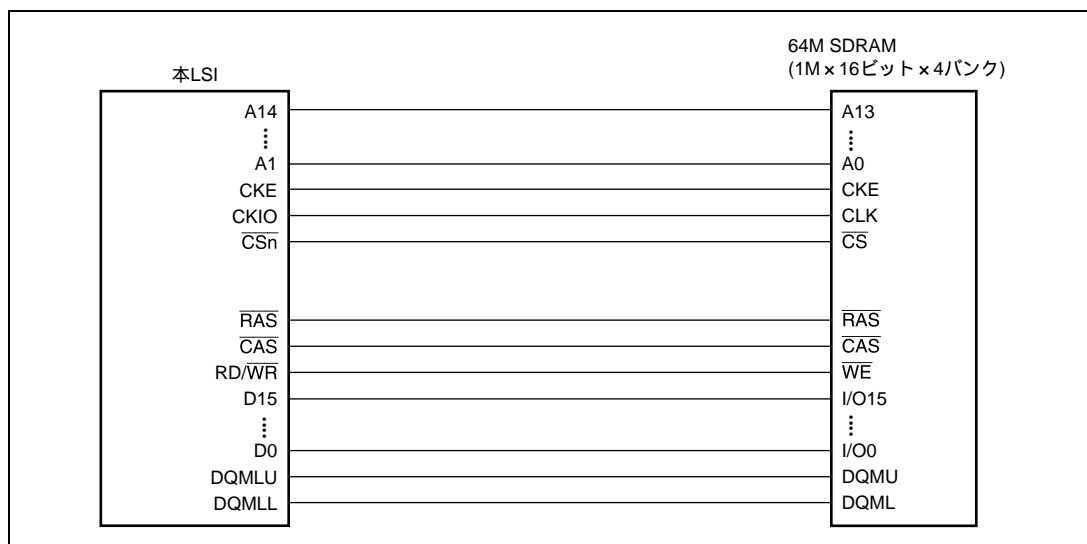 本LSI
A14
A1
CKE
CKIO
CSn
RAS
CAS
RD/WR
D15
D0
DQMLU
DQMLL
64M SDRAM
(1M×16ビット×4バンク)
A13
A0
CKE
CLK
CS
RAS
CAS
WE
I/O15
I/O0
DQMU
DQML